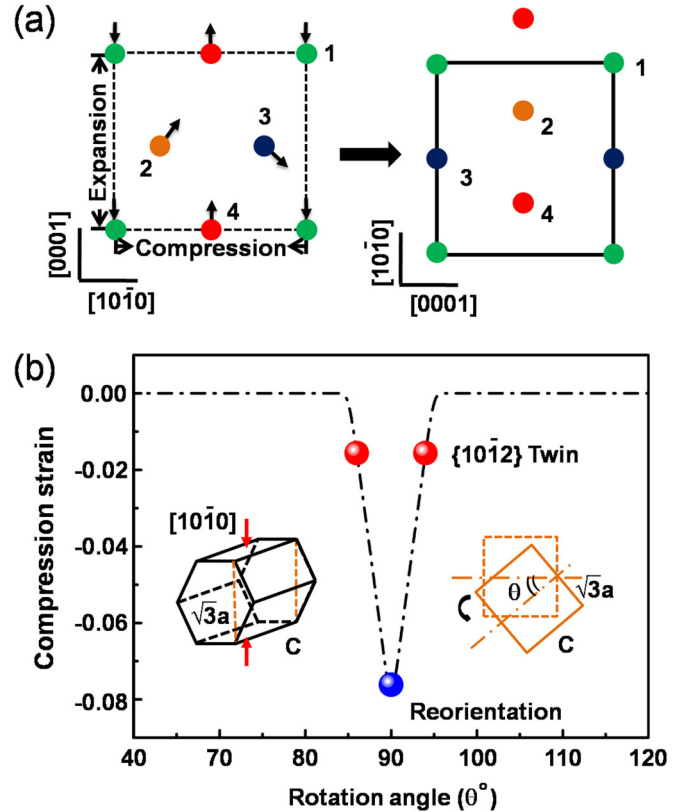 (a)
1
Expansion
2
3
4
Compression
[0001]
[101̄0]
1
2
3
4
[101̄0]
[0001]
(b)
Compression strain
0.00
-0.02
-0.04
-0.06
-0.08
{101̄2} Twin
[101̄0]
√3a
C
θ
√3a
C
Reorientation
40 70 80 90 100 110 120
Rotation angle (θ°)